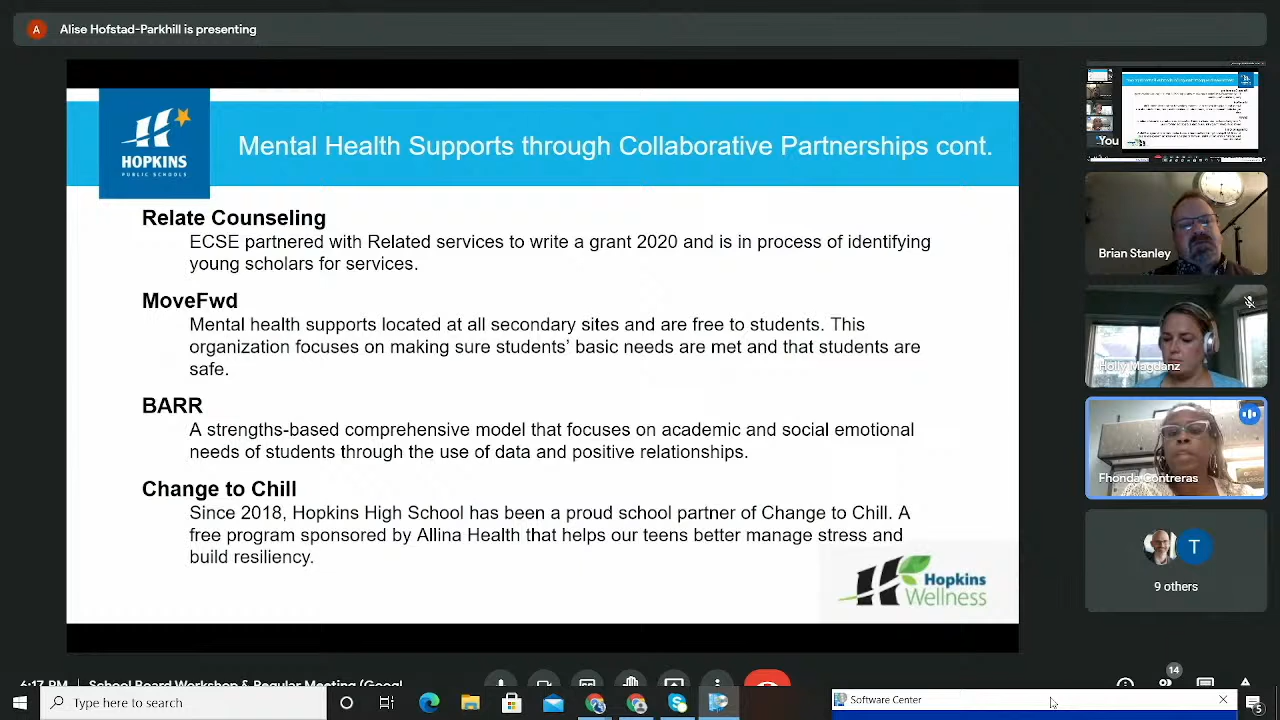 A
Alise Hofstad-Parkhill is presenting
HOPKINS
PUBLIC SCHOOLS
Mental Health Supports through Collaborative Partnerships cont.
Relate Counseling
ECSE partnered with Related services to write a grant 2020 and is in process of identifying
young scholars for services.
MoveFwd
Mental health supports located at all secondary sites and are free to students. This
organization focuses on making sure students’ basic needs are met and that students are
safe.
BARR
A strengths-based comprehensive model that focuses on academic and social emotional
needs of students through the use of data and positive relationships.
Change to Chill
Since 2018, Hopkins High School has been a proud school partner of Change to Chill. A
free program sponsored by Allina Health that helps our teens better manage stress and
build resiliency.
Hopkins
Wellness
You
Brian Stanley
Holly Magdanz
Fhonda Contreras
T
9 others
14
6:17 PM
School Board Workshop & Regular Meeting (Googl
Type here to search
Software Center